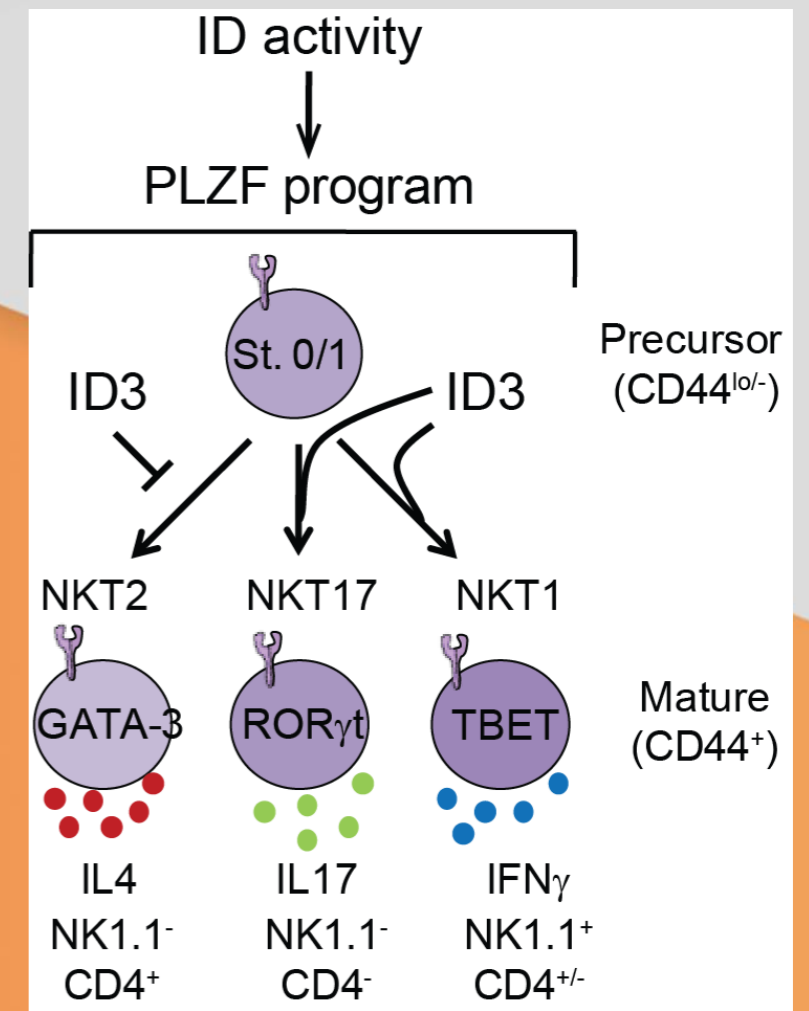 ID activity
PLZF program
St. 0/1
Precursor
(CD44lo/-)
ID3
ID3
NKT2
NKT17
NKT1
GATA-3
RORγt
TBET
Mature
(CD44+)
IL4
IL17
IFNγ
NK1.1-
NK1.1-
NK1.1+
CD4+
CD4-
CD4+/-